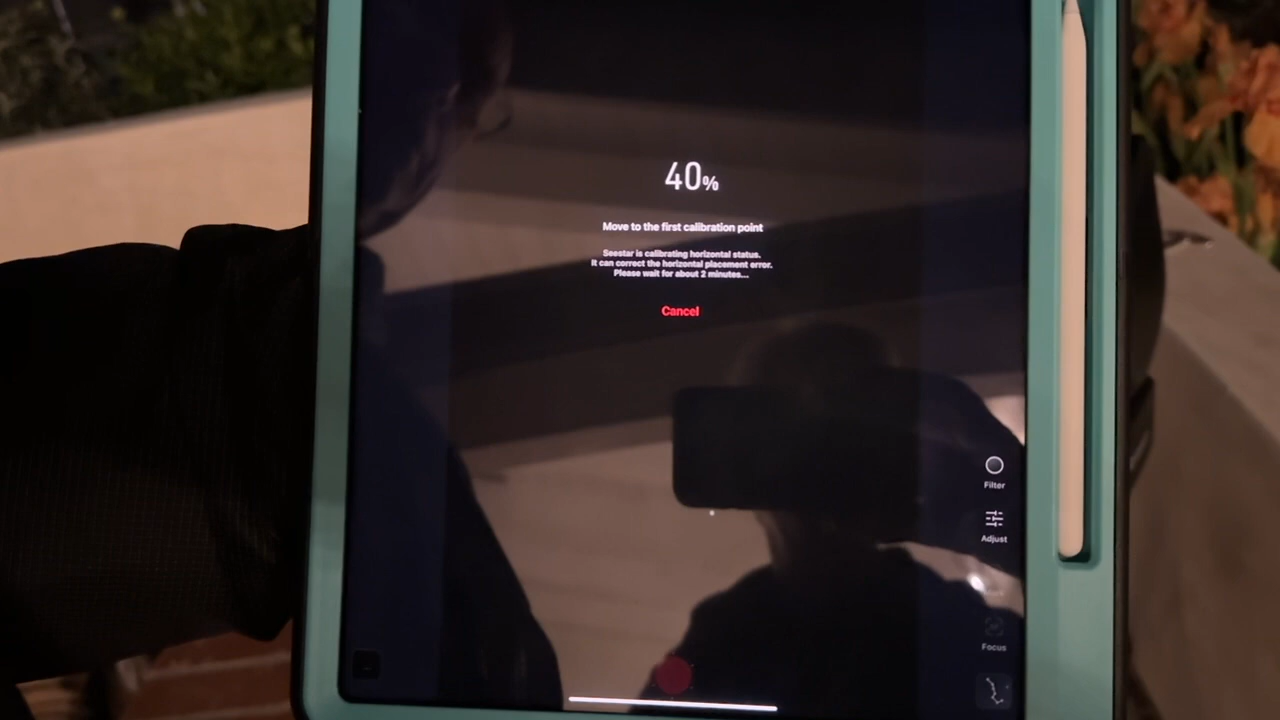 40%
Move to the first calibration point
Seestar is calibrating horizontal status.
It can correct the horizontal placement error.
Please wait for about 2 minutes...
Cancel
Filter
Adjust
Focus